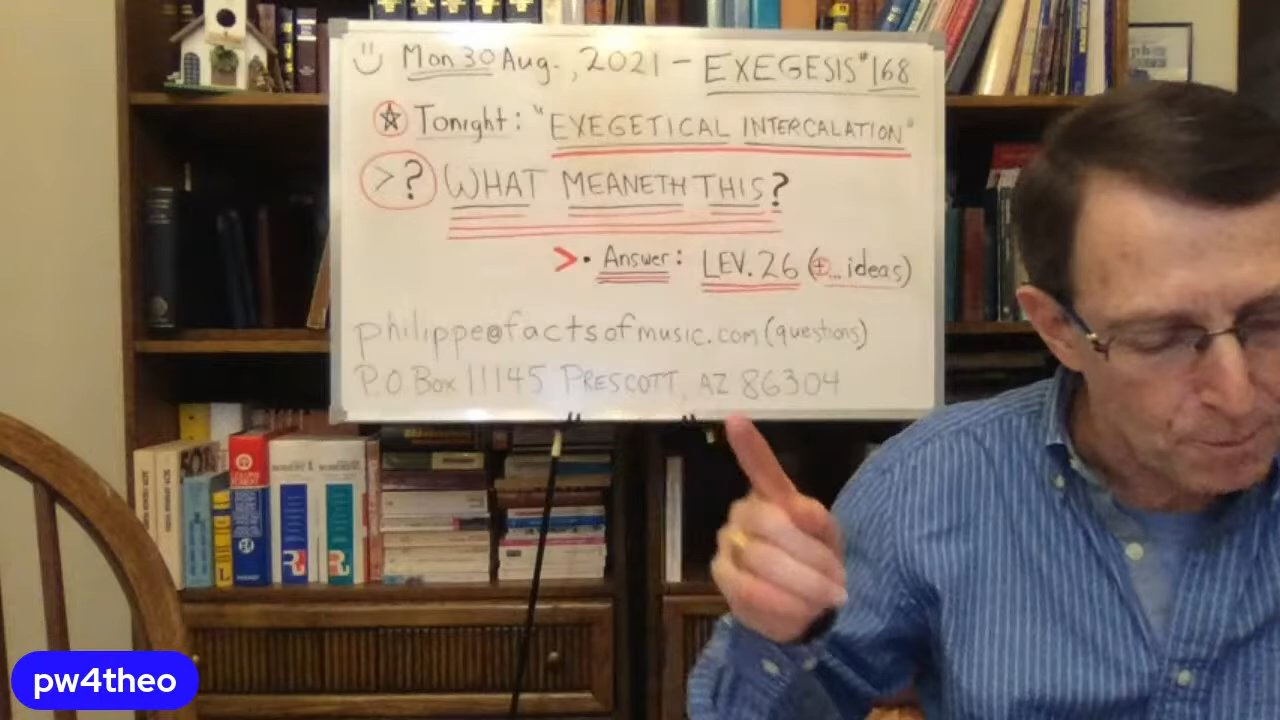 Mon 30 Aug., 2021 - EXEGESIS #168
Tonight: "EXEGETICAL INTERCALATION"
>? WHAT MEANETH THIS?
> • Answer: LEV. 26 (+...ideas)
philippe@factsofmusic.com (questions)
P.O. Box 11145 PRESCOTT, AZ 86304
pw4theo